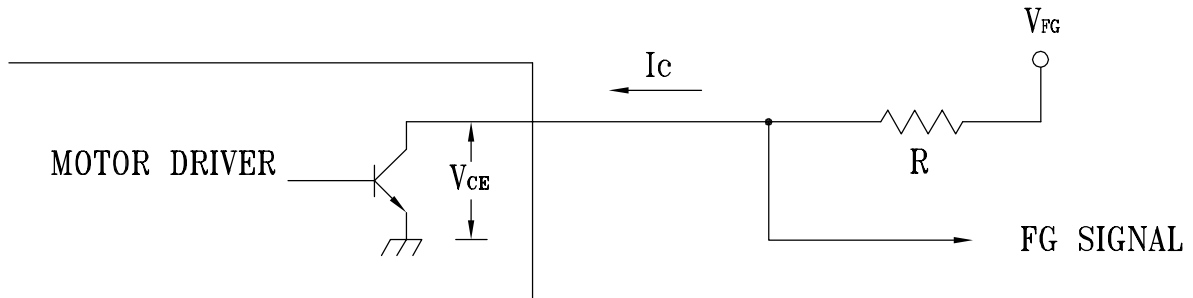 VFG
Ic
MOTOR DRIVER
VCE
R
FG SIGNAL